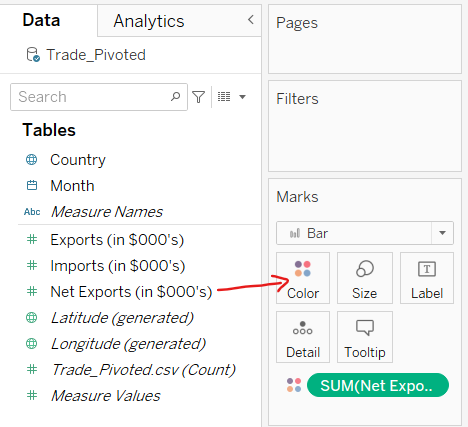 Data
Analytics
Trade_Pivoted
Search
Tables
Country
Month
Abc Measure Names
# Exports (in $000's)
# Imports (in $000's)
# Net Exports (in $000's)
Latitude (generated)
Longitude (generated)
# Trade_Pivoted.csv (Count)
# Measure Values
Pages
Filters
Marks
Bar
Color
Size
T
Label
Detail
Tooltip
SUM(Net Expo..